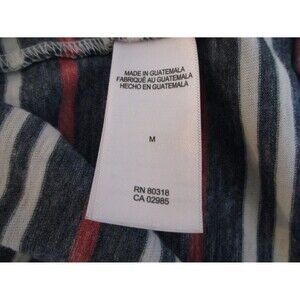 MADE IN GUATEMALA
FABRIQUÉ AU GUATEMALA
HECHO EN GUATEMALA
M
RN 80318
CA 02985